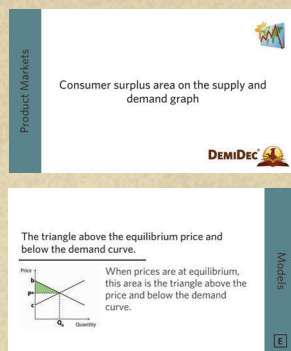 Product Markets
Consumer surplus area on the supply and
demand graph
DEMIDEC
The triangle above the equilibrium price and
below the demand curve.
Price
b
p*
c
Qe
Quantity
When prices are at equilibrium,
this area is the triangle above the
price and below the demand
curve.
Models
E